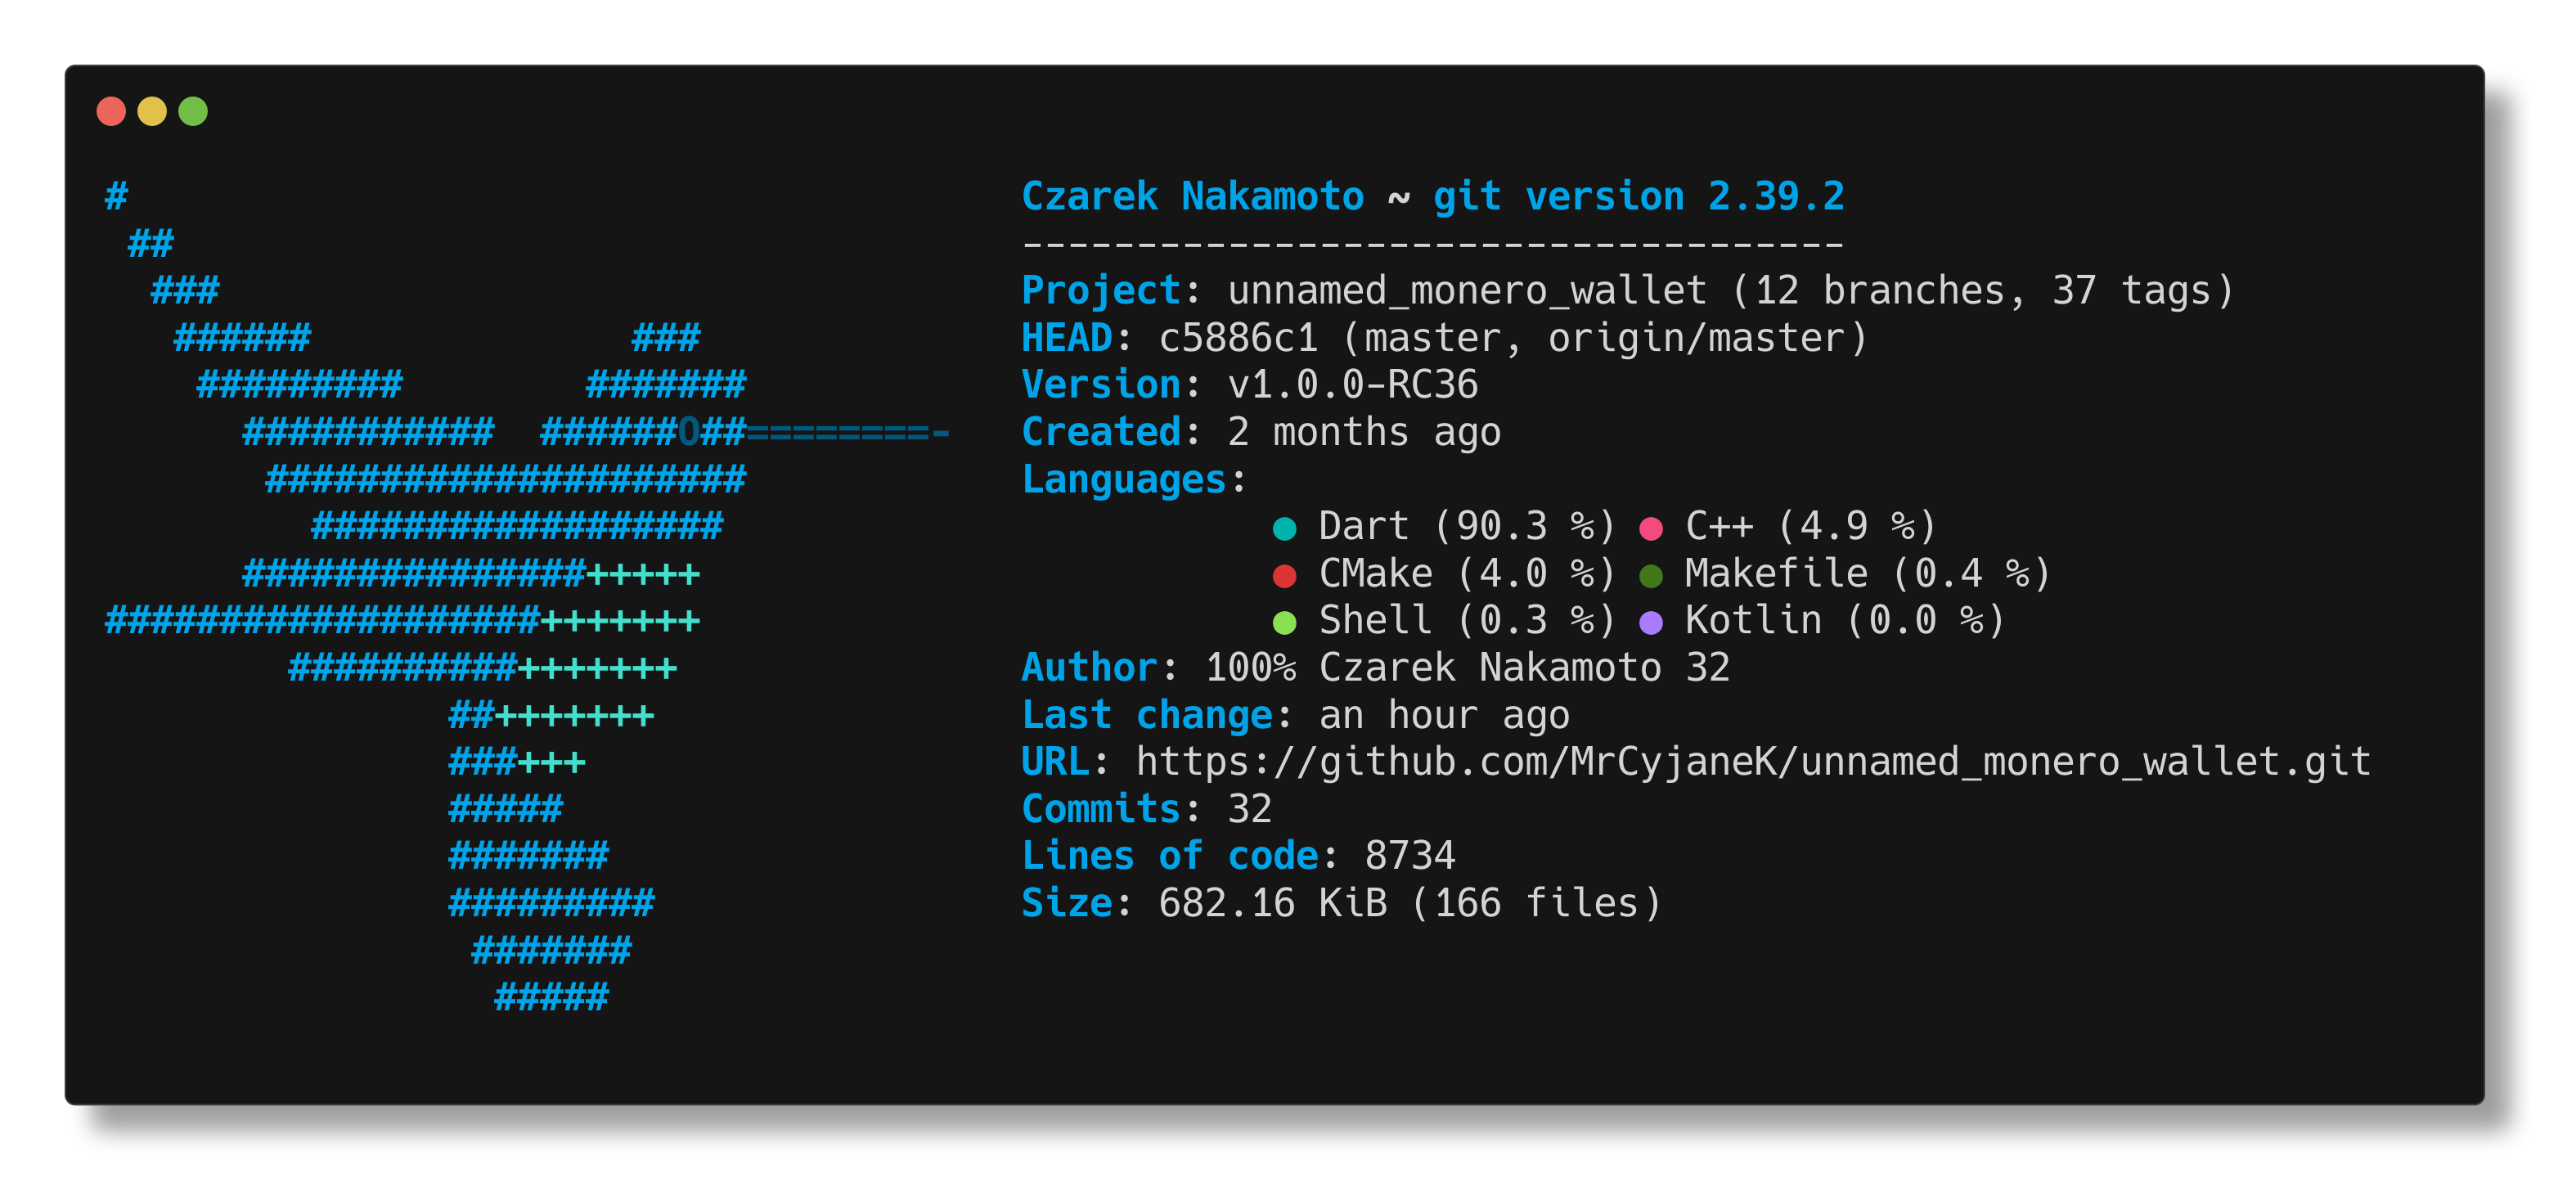 Czarek Nakamoto ~ git version 2.39.2
------------------------------------
Project: unnamed_monero_wallet (12 branches, 37 tags)
HEAD: c5886c1 (master, origin/master)
Version: v1.0.0-RC36
Created: 2 months ago
Languages:
● Dart (90.3 %) ● C++ (4.9 %)
● CMake (4.0 %) ● Makefile (0.4 %)
● Shell (0.3 %) ● Kotlin (0.0 %)
Author: 100% Czarek Nakamoto 32
Last change: an hour ago
URL: https://github.com/MrCyjaneK/unnamed_monero_wallet.git
Commits: 32
Lines of code: 8734
Size: 682.16 KiB (166 files)